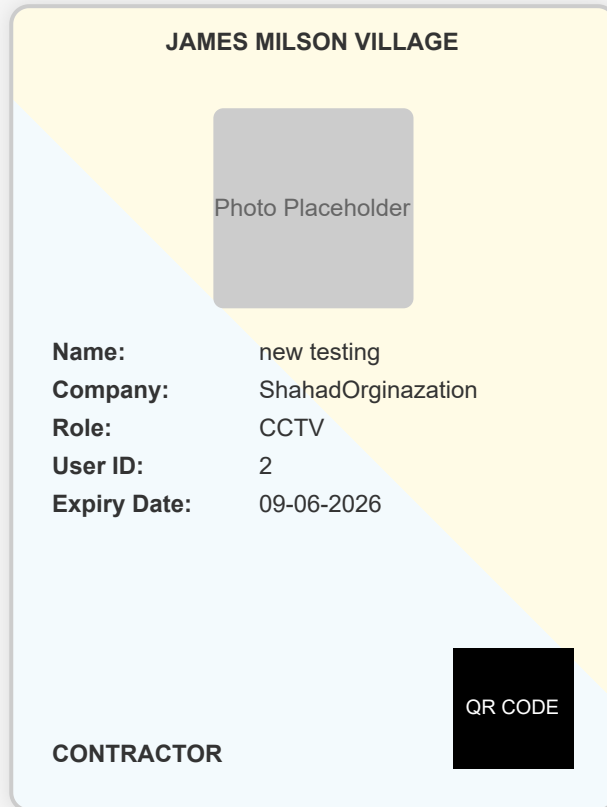 JAMES MILSON VILLAGE
Photo Placeholder
Name: new testing
Company: ShahadOrginazation
Role: CCTV
User ID: 2
Expiry Date: 09-06-2026
QR CODE
CONTRACTOR